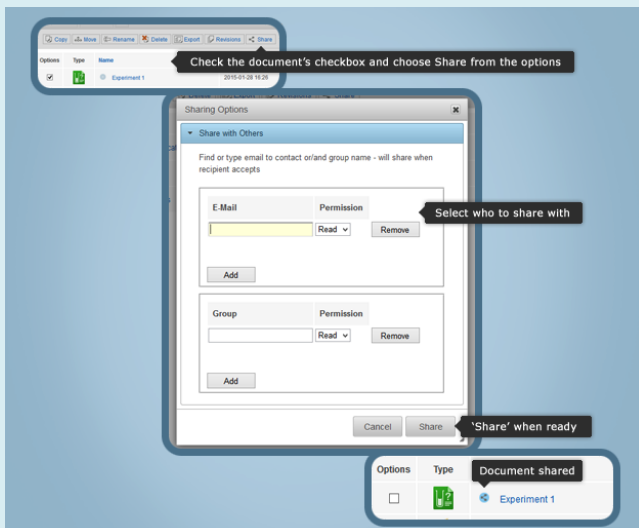 Copy Move Rename Delete Export Revisions Share
Options Type Name
Check the document's checkbox and choose Share from the options
Experiment 1 2015-01-28 16:26
Sharing Options
Share with Others
Find or type email to contact or/and group name - will share when
recipient accepts
E-Mail Permission
Select who to share with
Read Remove
Add
Group Permission
Read Remove
Add
Cancel Share
'Share' when ready
Options Type Document shared
Experiment 1